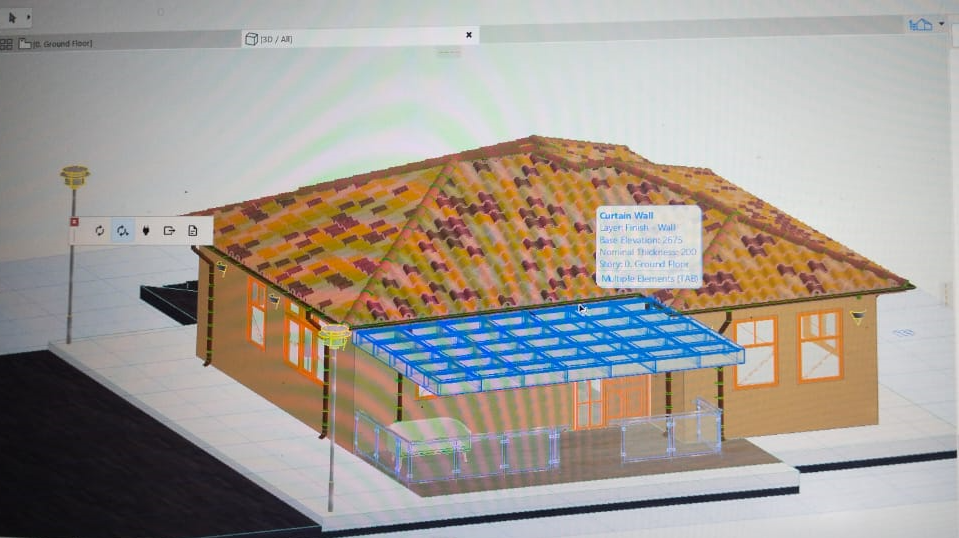 [0. Ground Floor]
[3D / All]
Curtain Wall
Layer: Finish - Wall
Base Elevation: 2675
Nominal Thickness: 200
Story: 0. Ground Floor
Multiple Elements (TAB)